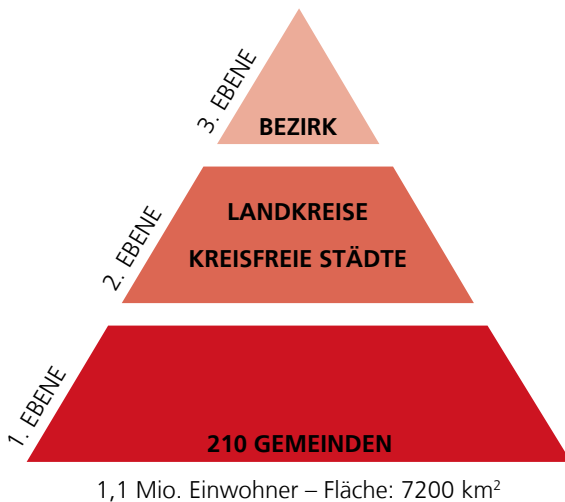 3. EBENE
BEZIRK
2. EBENE
LANDKREISE
KREISFREIE STÄDTE
1. EBENE
210 GEMEINDEN
1,1 Mio. Einwohner – Fläche: 7200 km²